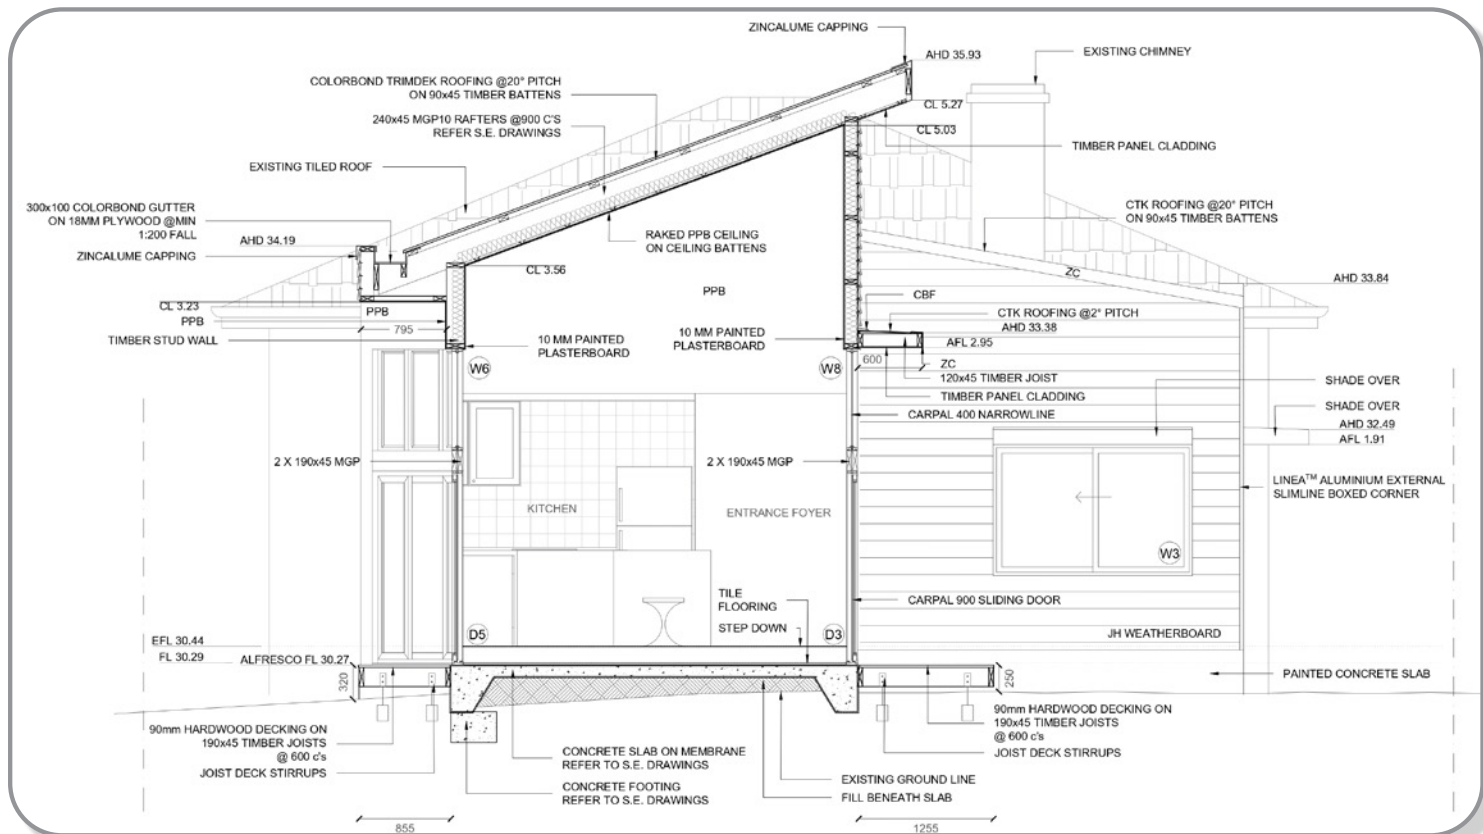 ZINCALUME CAPPING
AHD 35.93
EXISTING CHIMNEY
COLORBOND TRIMDEK ROOFING @20° PITCH
ON 90x45 TIMBER BATTENS
CL 5.27
240x45 MGP10 RAFTERS @900 C'S
REFER S.E. DRAWINGS
CL 5.03
TIMBER PANEL CLADDING
EXISTING TILED ROOF
300x100 COLORBOND GUTTER
ON 18MM PLYWOOD @MIN
1:200 FALL
CTK ROOFING @20° PITCH
ON 90x45 TIMBER BATTENS
AHD 34.19
RAKED PPB CEILING
ON CEILING BATTENS
ZINCALUME CAPPING
CL 3.56
ZC
AHD 33.84
PPB
CBF
CL 3.23
PPB
PPB
CTK ROOFING @2° PITCH
795
AHD 33.38
TIMBER STUD WALL
10 MM PAINTED
PLASTERBOARD
10 MM PAINTED
PLASTERBOARD
AFL 2.95
600
W6
W8
ZC
120x45 TIMBER JOIST
SHADE OVER
TIMBER PANEL CLADDING
SHADE OVER
CARPAL 400 NARROWLINE
AHD 32.49
AFL 1.91
2 X 190x45 MGP
2 X 190x45 MGP
LINEA™ ALUMINIUM EXTERNAL
SLIMLINE BOXED CORNER
KITCHEN
ENTRANCE FOYER
W3
TILE
FLOORING
CARPAL 900 SLIDING DOOR
STEP DOWN
D5
D3
JH WEATHERBOARD
EFL 30.44
FL 30.29
ALFRESCO FL 30.27
320
250
PAINTED CONCRETE SLAB
90mm HARDWOOD DECKING ON
190x45 TIMBER JOISTS
@ 600 c's
JOIST DECK STIRRUPS
90mm HARDWOOD DECKING ON
190x45 TIMBER JOISTS
@ 600 c's
JOIST DECK STIRRUPS
CONCRETE SLAB ON MEMBRANE
REFER TO S.E. DRAWINGS
CONCRETE FOOTING
REFER TO S.E. DRAWINGS
EXISTING GROUND LINE
FILL BENEATH SLAB
855
1255